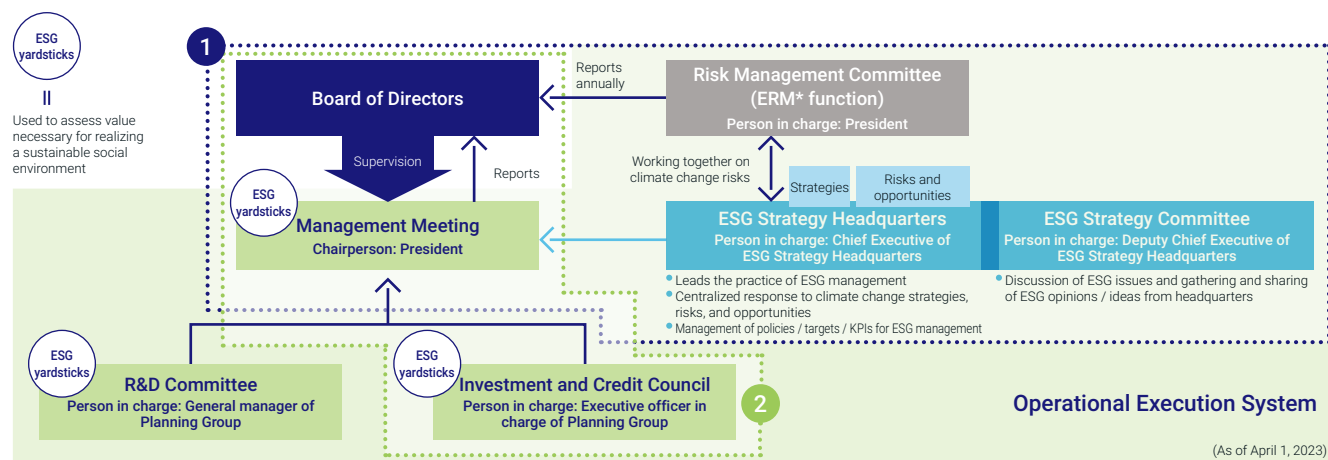 ESG
yardsticks
=
Used to assess value
necessary for realizing
a sustainable social
environment
1
Board of Directors
Reports
annually
Risk Management Committee
(ERM* function)
Person in charge: President
Supervision
Reports
Working together on
climate change risks
Strategies
Risks and
opportunities
ESG
yardsticks
Management Meeting
Chairperson: President
ESG Strategy Headquarters
Person in charge: Chief Executive of
ESG Strategy Headquarters
ESG Strategy Committee
Person in charge: Deputy Chief Executive of
ESG Strategy Headquarters
• Leads the practice of ESG management
• Centralized response to climate change strategies,
risks, and opportunities
• Management of policies / targets / KPIs for ESG management
• Discussion of ESG issues and gathering and sharing
of ESG opinions / ideas from headquarters
ESG
yardsticks
R&D Committee
Person in charge: General manager of
Planning Group
ESG
yardsticks
Investment and Credit Council
Person in charge: Executive officer in
charge of Planning Group
2
Operational Execution System
(As of April 1, 2023)